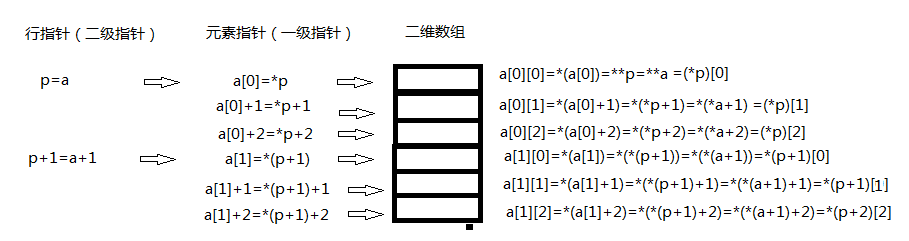 行指针（二级指针） 元素指针（一级指针） 二维数组
p=a a[0]=*p a[0][0]=*(a[0])=**p=**a =(*p)[0]
a[0]+1=*p+1 a[0][1]=*(a[0]+1)=*(*p+1)=*(*a+1) =(*p)[1]
a[0]+2=*p+2 a[0][2]=*(a[0]+2)=*(*p+2)=*(*a+2)=(*p)[2]
p+1=a+1 a[1]=*(p+1) a[1][0]=*(a[1])=*(*(p+1))=*(*(a+1))=*(p+1)[0]
a[1]+1=*(p+1)+1 a[1][1]=*(a[1]+1)=*(*(p+1)+1)=*(*(a+1)+1)=*(p+1)[1]
a[1]+2=*(p+1)+2 a[1][2]=*(a[1]+2)=*(*(p+1)+2)=*(*(a+1)+2)=*(p+2)[2]